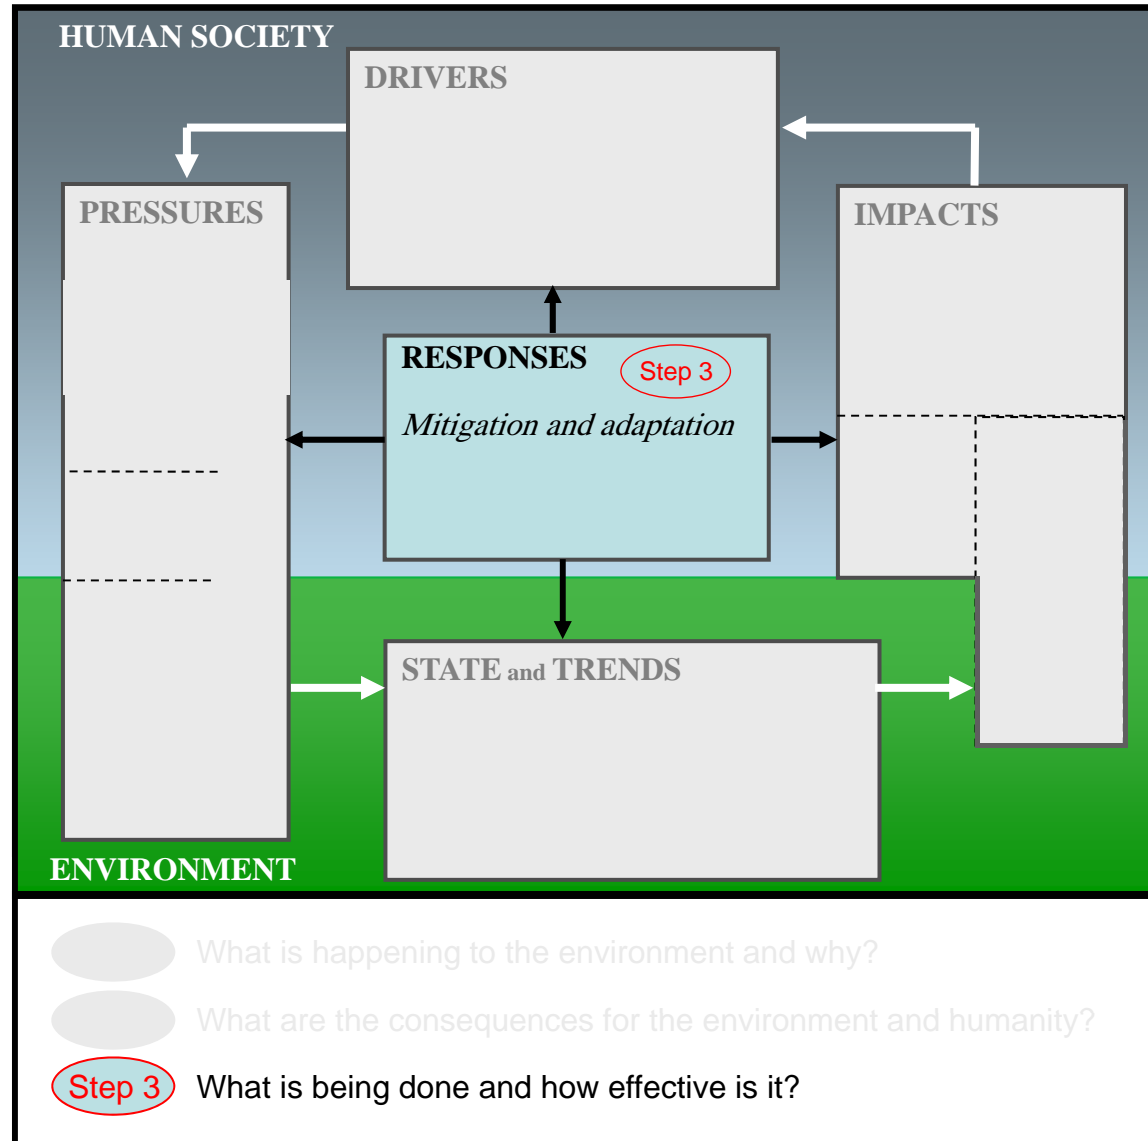 HUMAN SOCIETY
DRIVERS
PRESSURES
IMPACTS
RESPONSES
Step 3
Mitigation and adaptation
STATE and TRENDS
ENVIRONMENT
What is happening to the environment and why?
What are the consequences for the environment and humanity?
Step 3 What is being done and how effective is it?